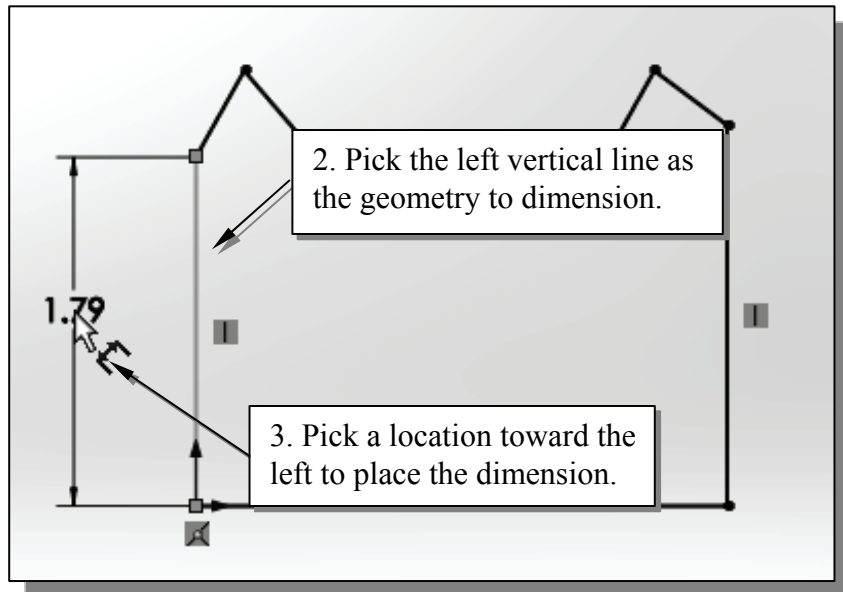 2. Pick the left vertical line as
the geometry to dimension.
1.79
3. Pick a location toward the
left to place the dimension.